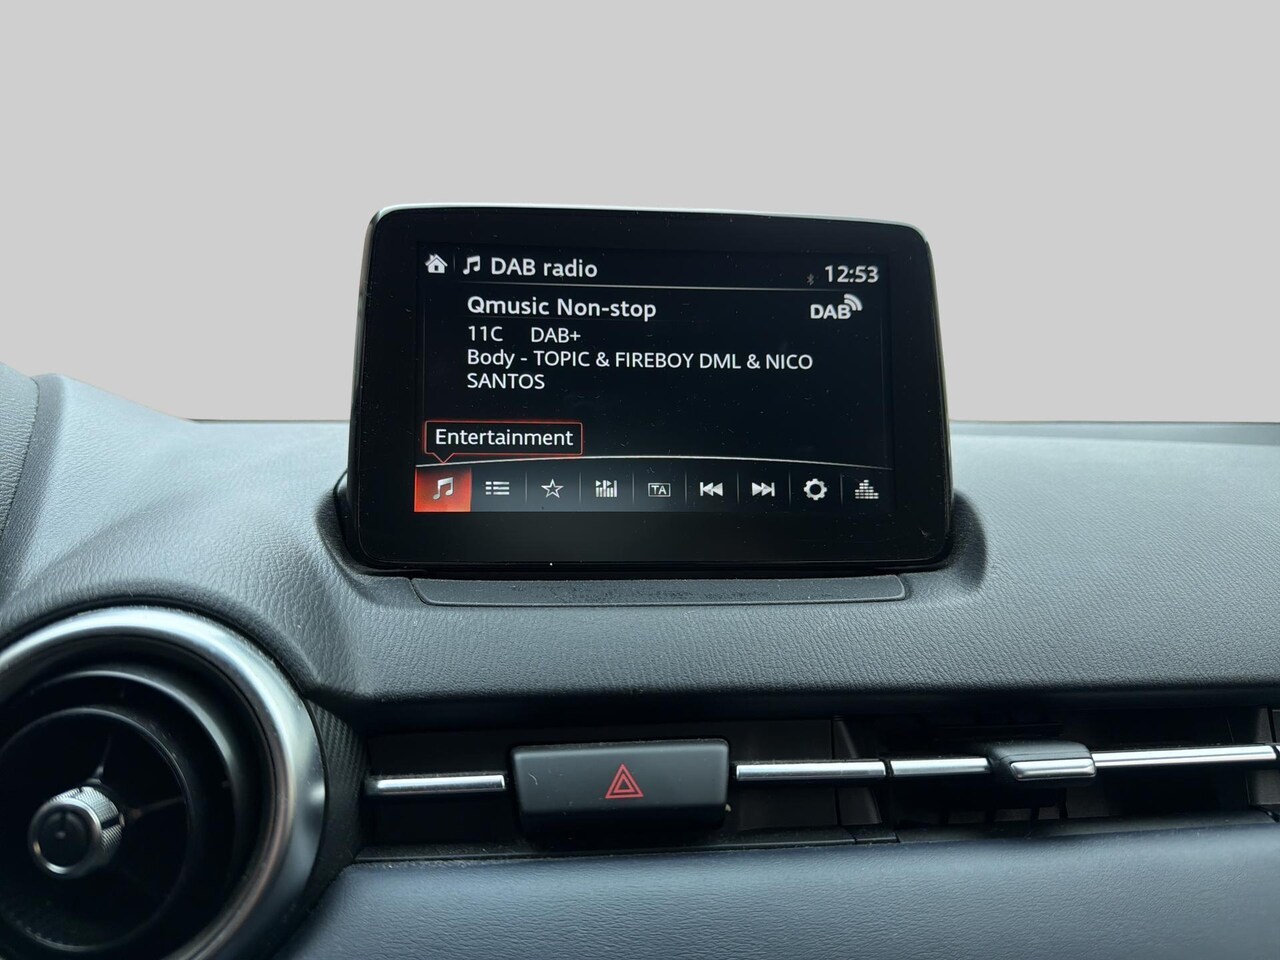 DAB radio
12:53
Qmusic Non-stop
DAB
11C DAB+
Body - TOPIC & FIREBOY DML & NICO
SANTOS
Entertainment
TA